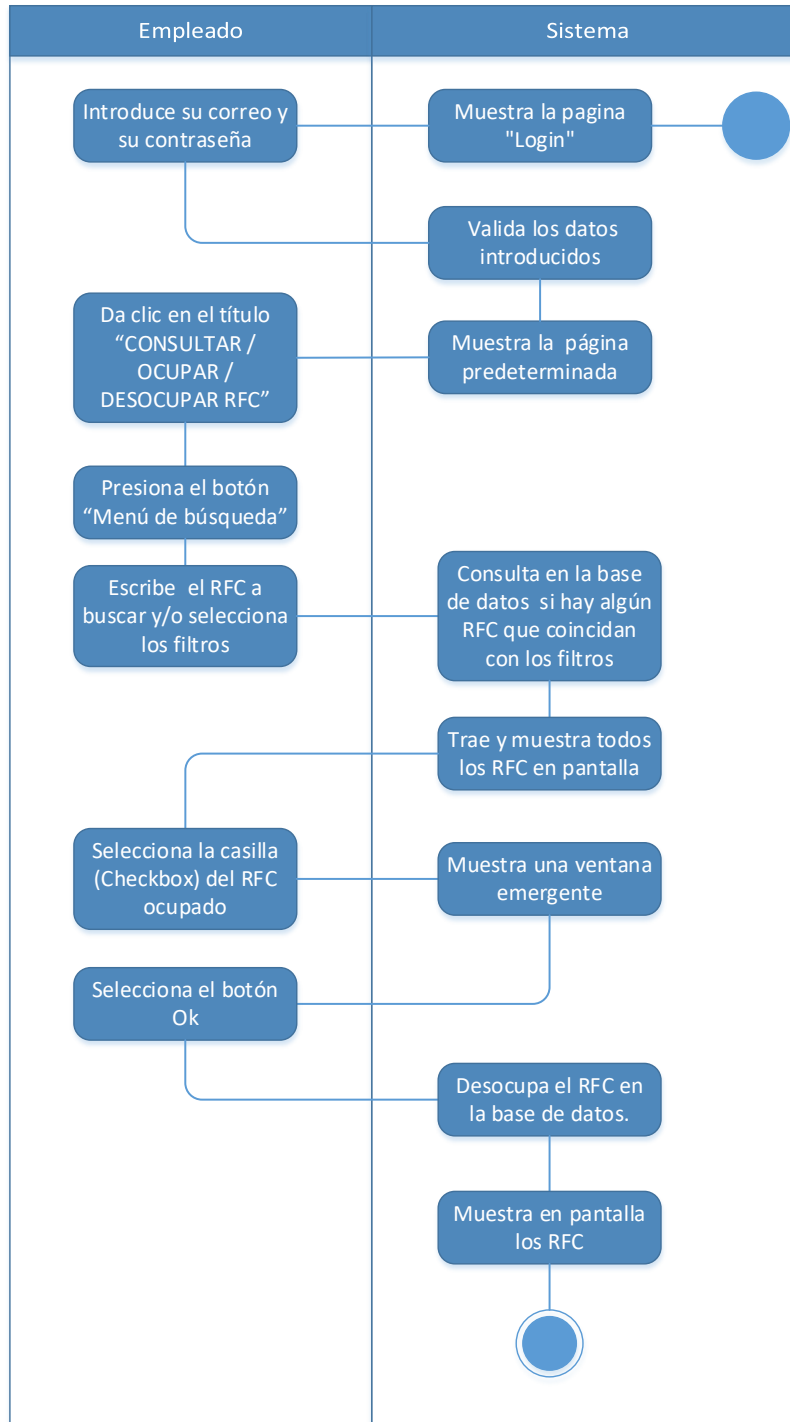 Empleado
Sistema
Introduce su correo y
su contraseña
Muestra la pagina
"Login"
Valida los datos
introducidos
Da clic en el título
“CONSULTAR /
OCUPAR /
DESOCUPAR RFC”
Muestra la página
predeterminada
Presiona el botón
“Menú de búsqueda”
Escribe el RFC a
buscar y/o selecciona
los filtros
Consulta en la base
de datos si hay algún
RFC que coincidan
con los filtros
Trae y muestra todos
los RFC en pantalla
Selecciona la casilla
(Checkbox) del RFC
ocupado
Muestra una ventana
emergente
Selecciona el botón
Ok
Desocupa el RFC en
la base de datos.
Muestra en pantalla
los RFC